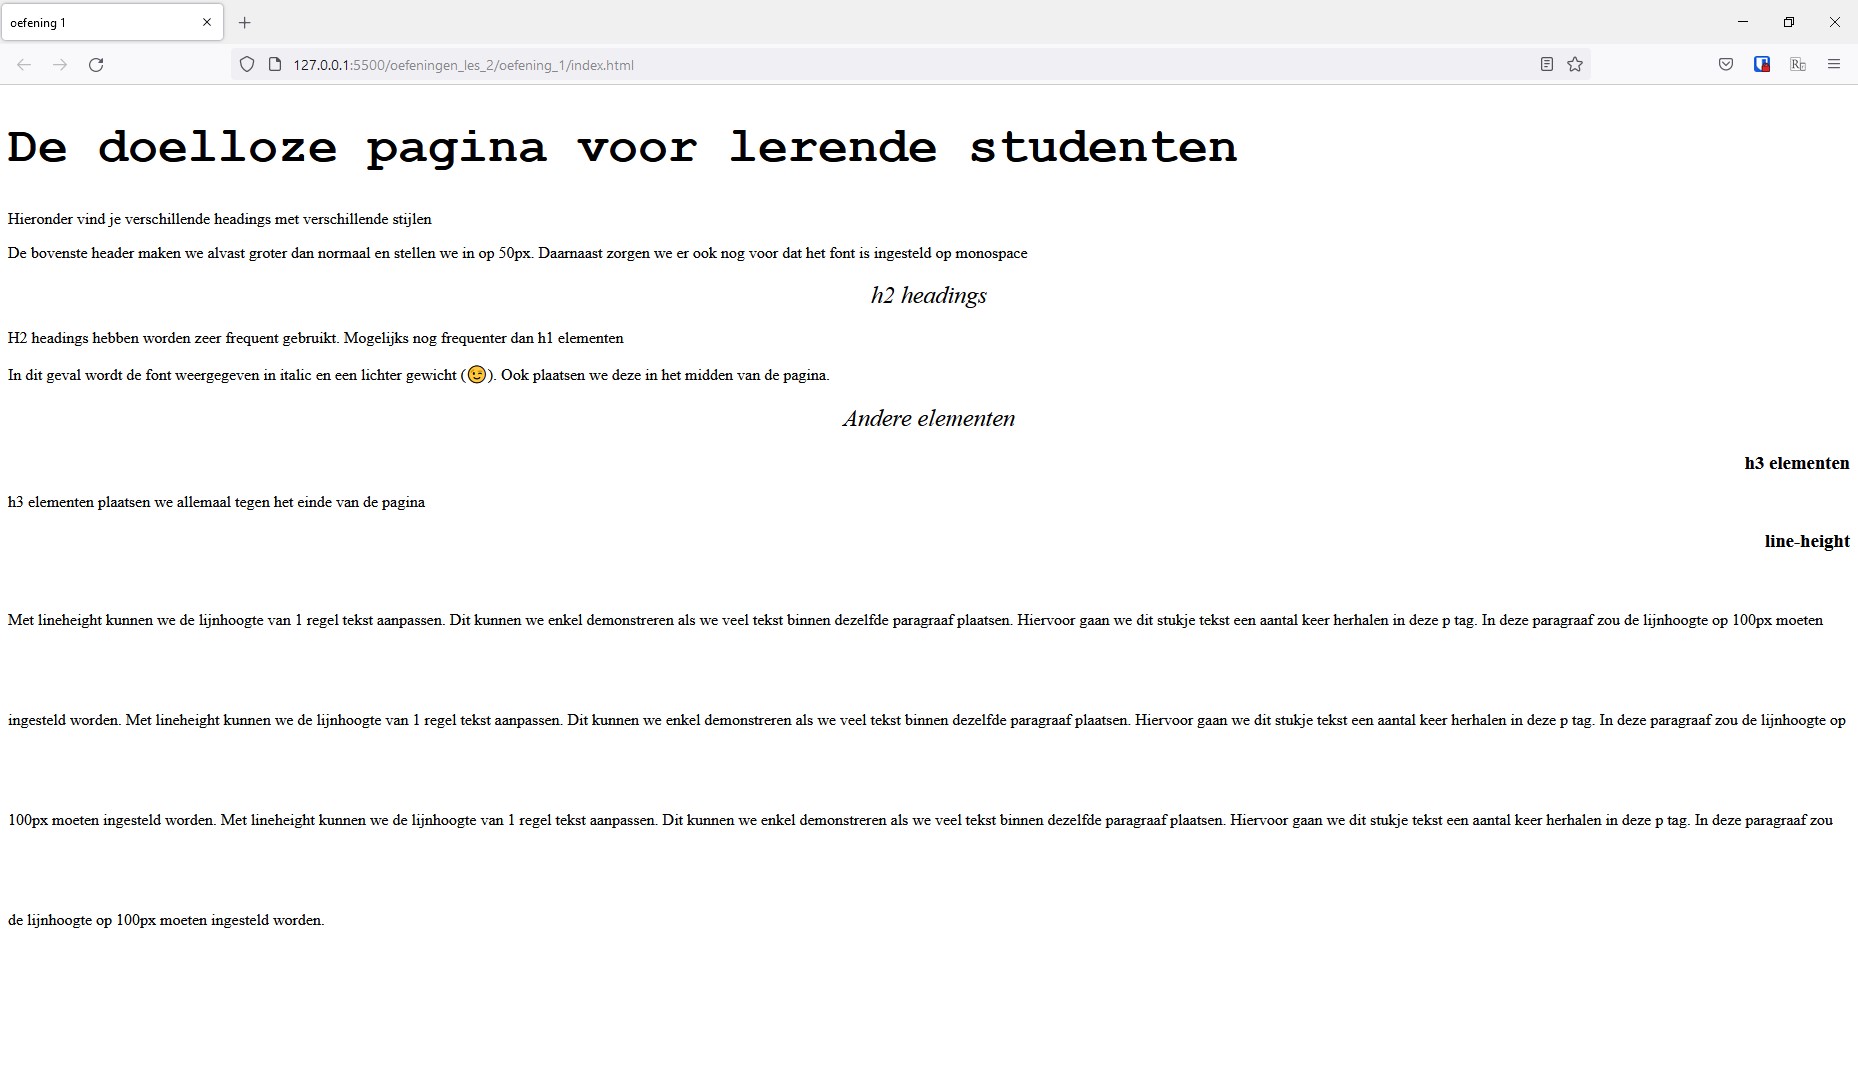 oefening 1
127.0.0.1:5500/oefeningen_les_2/oefening_1/index.html
De doelloze pagina voor lerende studenten
Hieronder vind je verschillende headings met verschillende stijlen
De bovenste header maken we alvast groter dan normaal en stellen we in op 50px. Daarnaast zorgen we er ook nog voor dat het font is ingesteld op monospace
h2 headings
H2 headings hebben worden zeer frequent gebruikt. Mogelijks nog frequenter dan h1 elementen
In dit geval wordt de font weergegeven in italic en een lichter gewicht (😉). Ook plaatsen we deze in het midden van de pagina.
Andere elementen
h3 elementen
h3 elementen plaatsen we allemaal tegen het einde van de pagina
line-height
Met lineheight kunnen we de lijnhoogte van 1 regel tekst aanpassen. Dit kunnen we enkel demonstreren als we veel tekst binnen dezelfde paragraaf plaatsen. Hiervoor gaan we dit stukje tekst een aantal keer herhalen in deze p tag. In deze paragraaf zou de lijnhoogte op 100px moeten
ingesteld worden. Met lineheight kunnen we de lijnhoogte van 1 regel tekst aanpassen. Dit kunnen we enkel demonstreren als we veel tekst binnen dezelfde paragraaf plaatsen. Hiervoor gaan we dit stukje tekst een aantal keer herhalen in deze p tag. In deze paragraaf zou de lijnhoogte op
100px moeten ingesteld worden. Met lineheight kunnen we de lijnhoogte van 1 regel tekst aanpassen. Dit kunnen we enkel demonstreren als we veel tekst binnen dezelfde paragraaf plaatsen. Hiervoor gaan we dit stukje tekst een aantal keer herhalen in deze p tag. In deze paragraaf zou
de lijnhoogte op 100px moeten ingesteld worden.